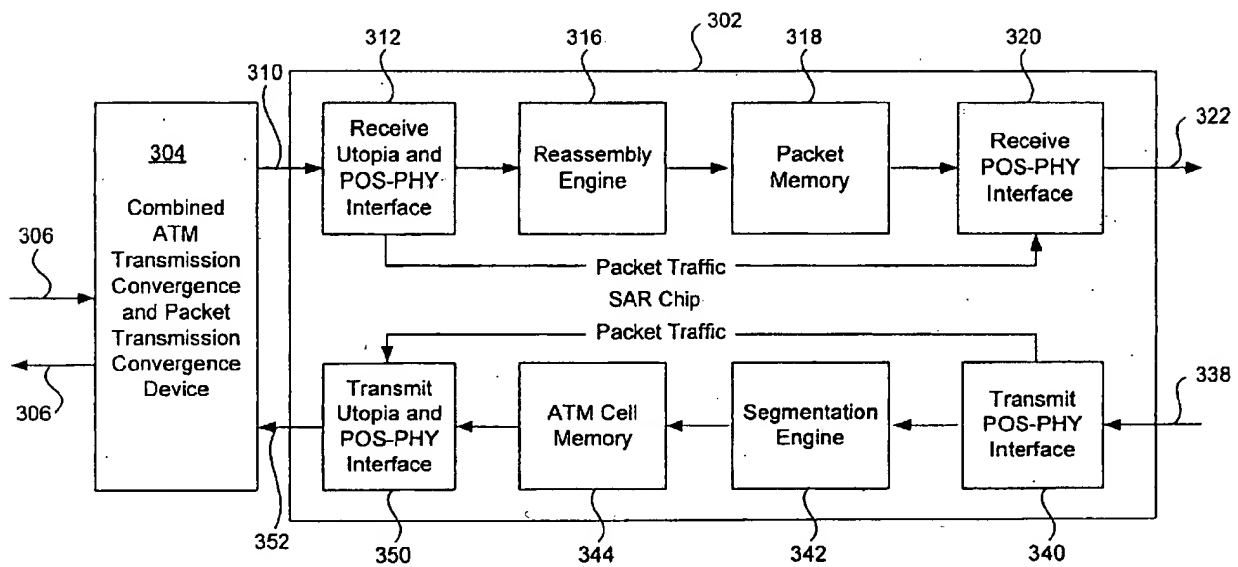 302
312
316
318
320
310
322
304
Combined
ATM
Transmission
Convergence
and Packet
Transmission
Convergence
Device
Receive
Utopia and
POS-PHY
Interface
Reassembly
Engine
Packet
Memory
Receive
POS-PHY
Interface
306
306
Packet Traffic
SAR Chip
Packet Traffic
Transmit
Utopia and
POS-PHY
Interface
ATM Cell
Memory
Segmentation
Engine
Transmit
POS-PHY
Interface
338
352
350
344
342
340